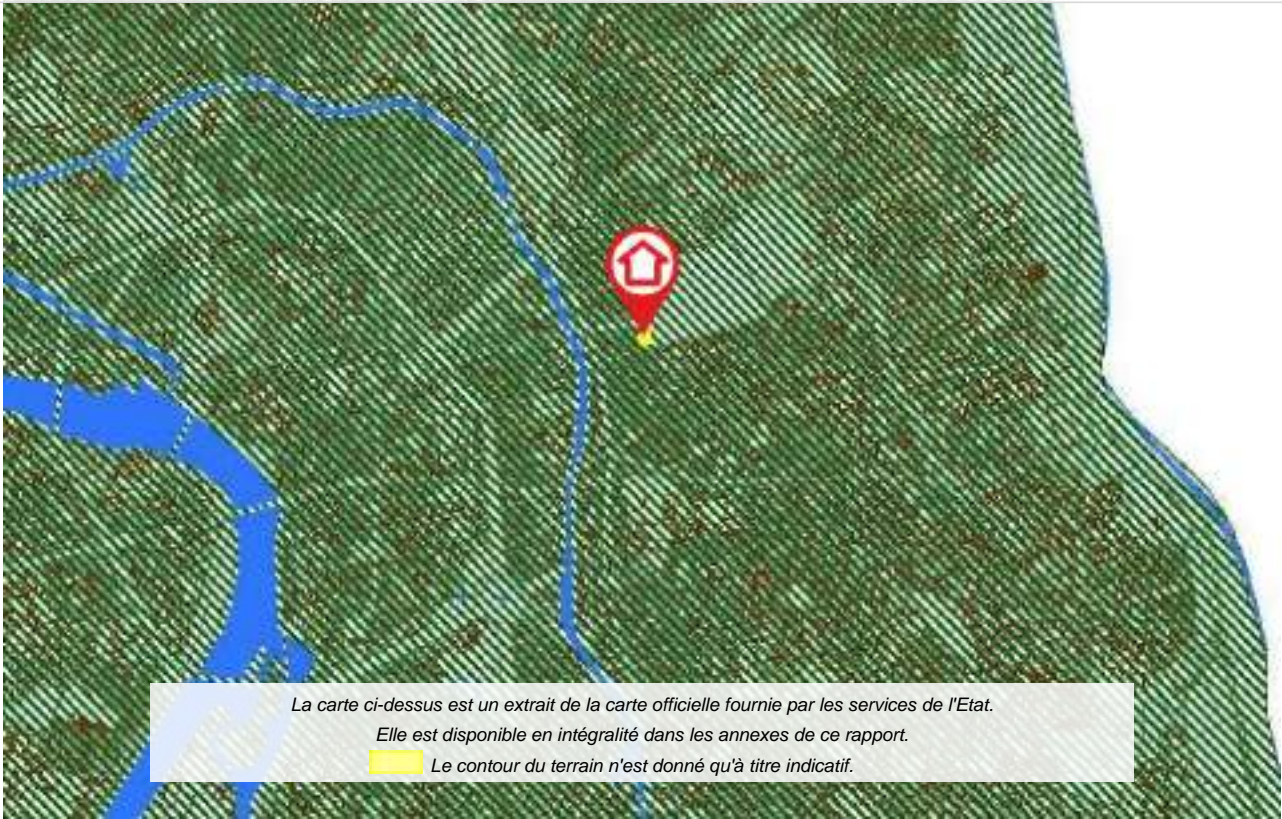 La carte ci-dessus est un extrait de la carte officielle fournie par les services de l'Etat.
Elle est disponible en intégralité dans les annexes de ce rapport.
Le contour du terrain n'est donné qu'à titre indicatif.